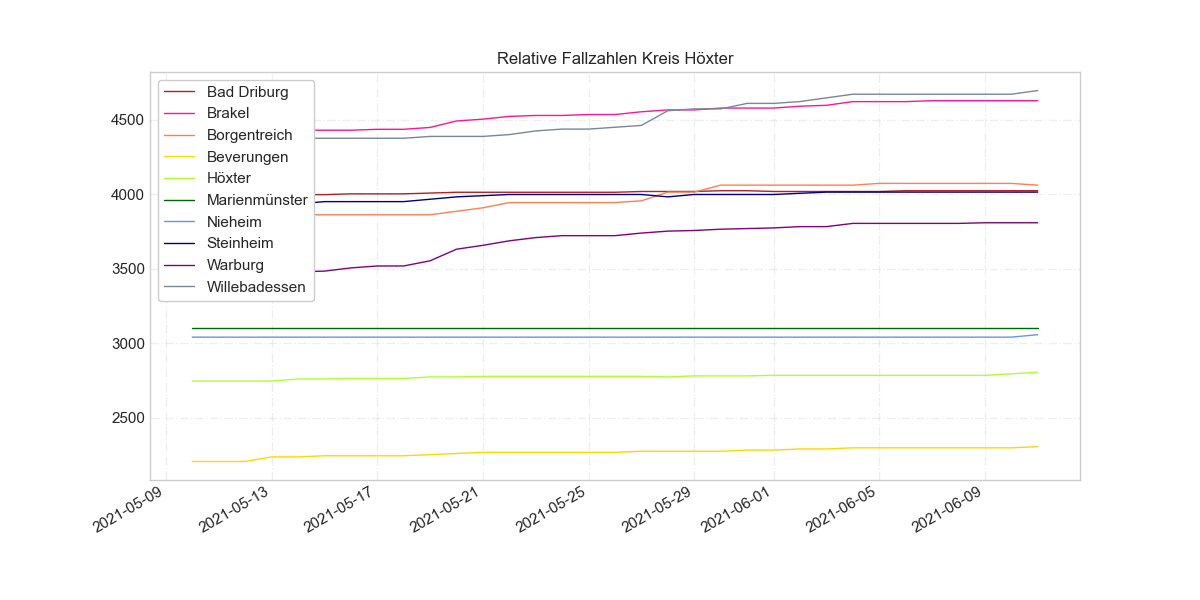 Relative Fallzahlen Kreis Höxter
Bad Driburg
Brakel
Borgentreich
Beverungen
Höxter
Marienmünster
Nieheim
Steinheim
Warburg
Willebadessen
4500
4000
3500
3000
2500
2021-05-09
2021-05-13
2021-05-17
2021-05-21
2021-05-25
2021-05-29
2021-06-01
2021-06-05
2021-06-09